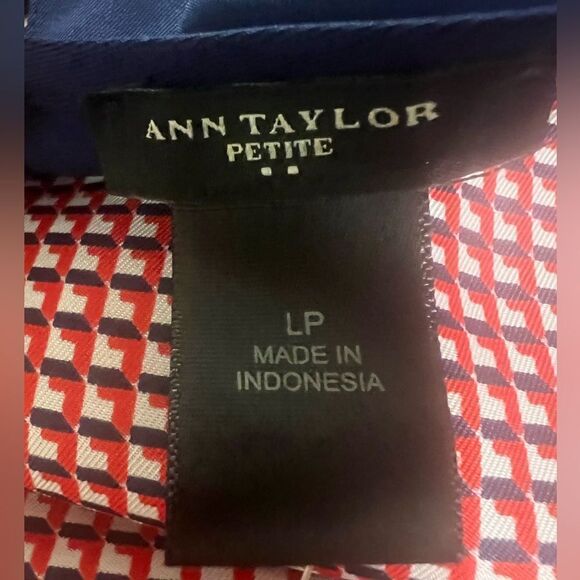 ANN TAYLOR
PETITE
LP
MADE IN
INDONESIA